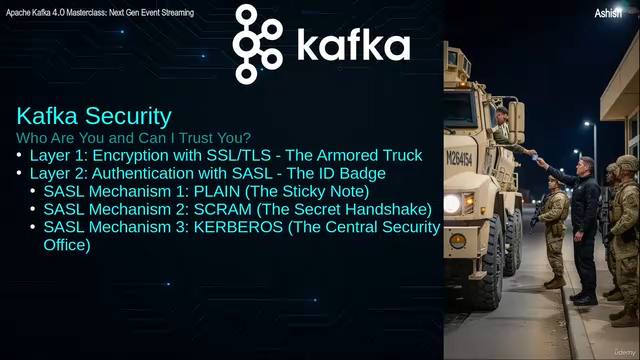 Apache Kafka 4.0 Masterclass: Next Gen Event Streaming
Ashish
kafka
Kafka Security
Who Are You and Can I Trust You?
• Layer 1: Encryption with SSL/TLS - The Armored Truck
• Layer 2: Authentication with SASL - The ID Badge
• SASL Mechanism 1: PLAIN (The Sticky Note)
• SASL Mechanism 2: SCRAM (The Secret Handshake)
• SASL Mechanism 3: KERBEROS (The Central Security
Office)
M264154
ûdemy